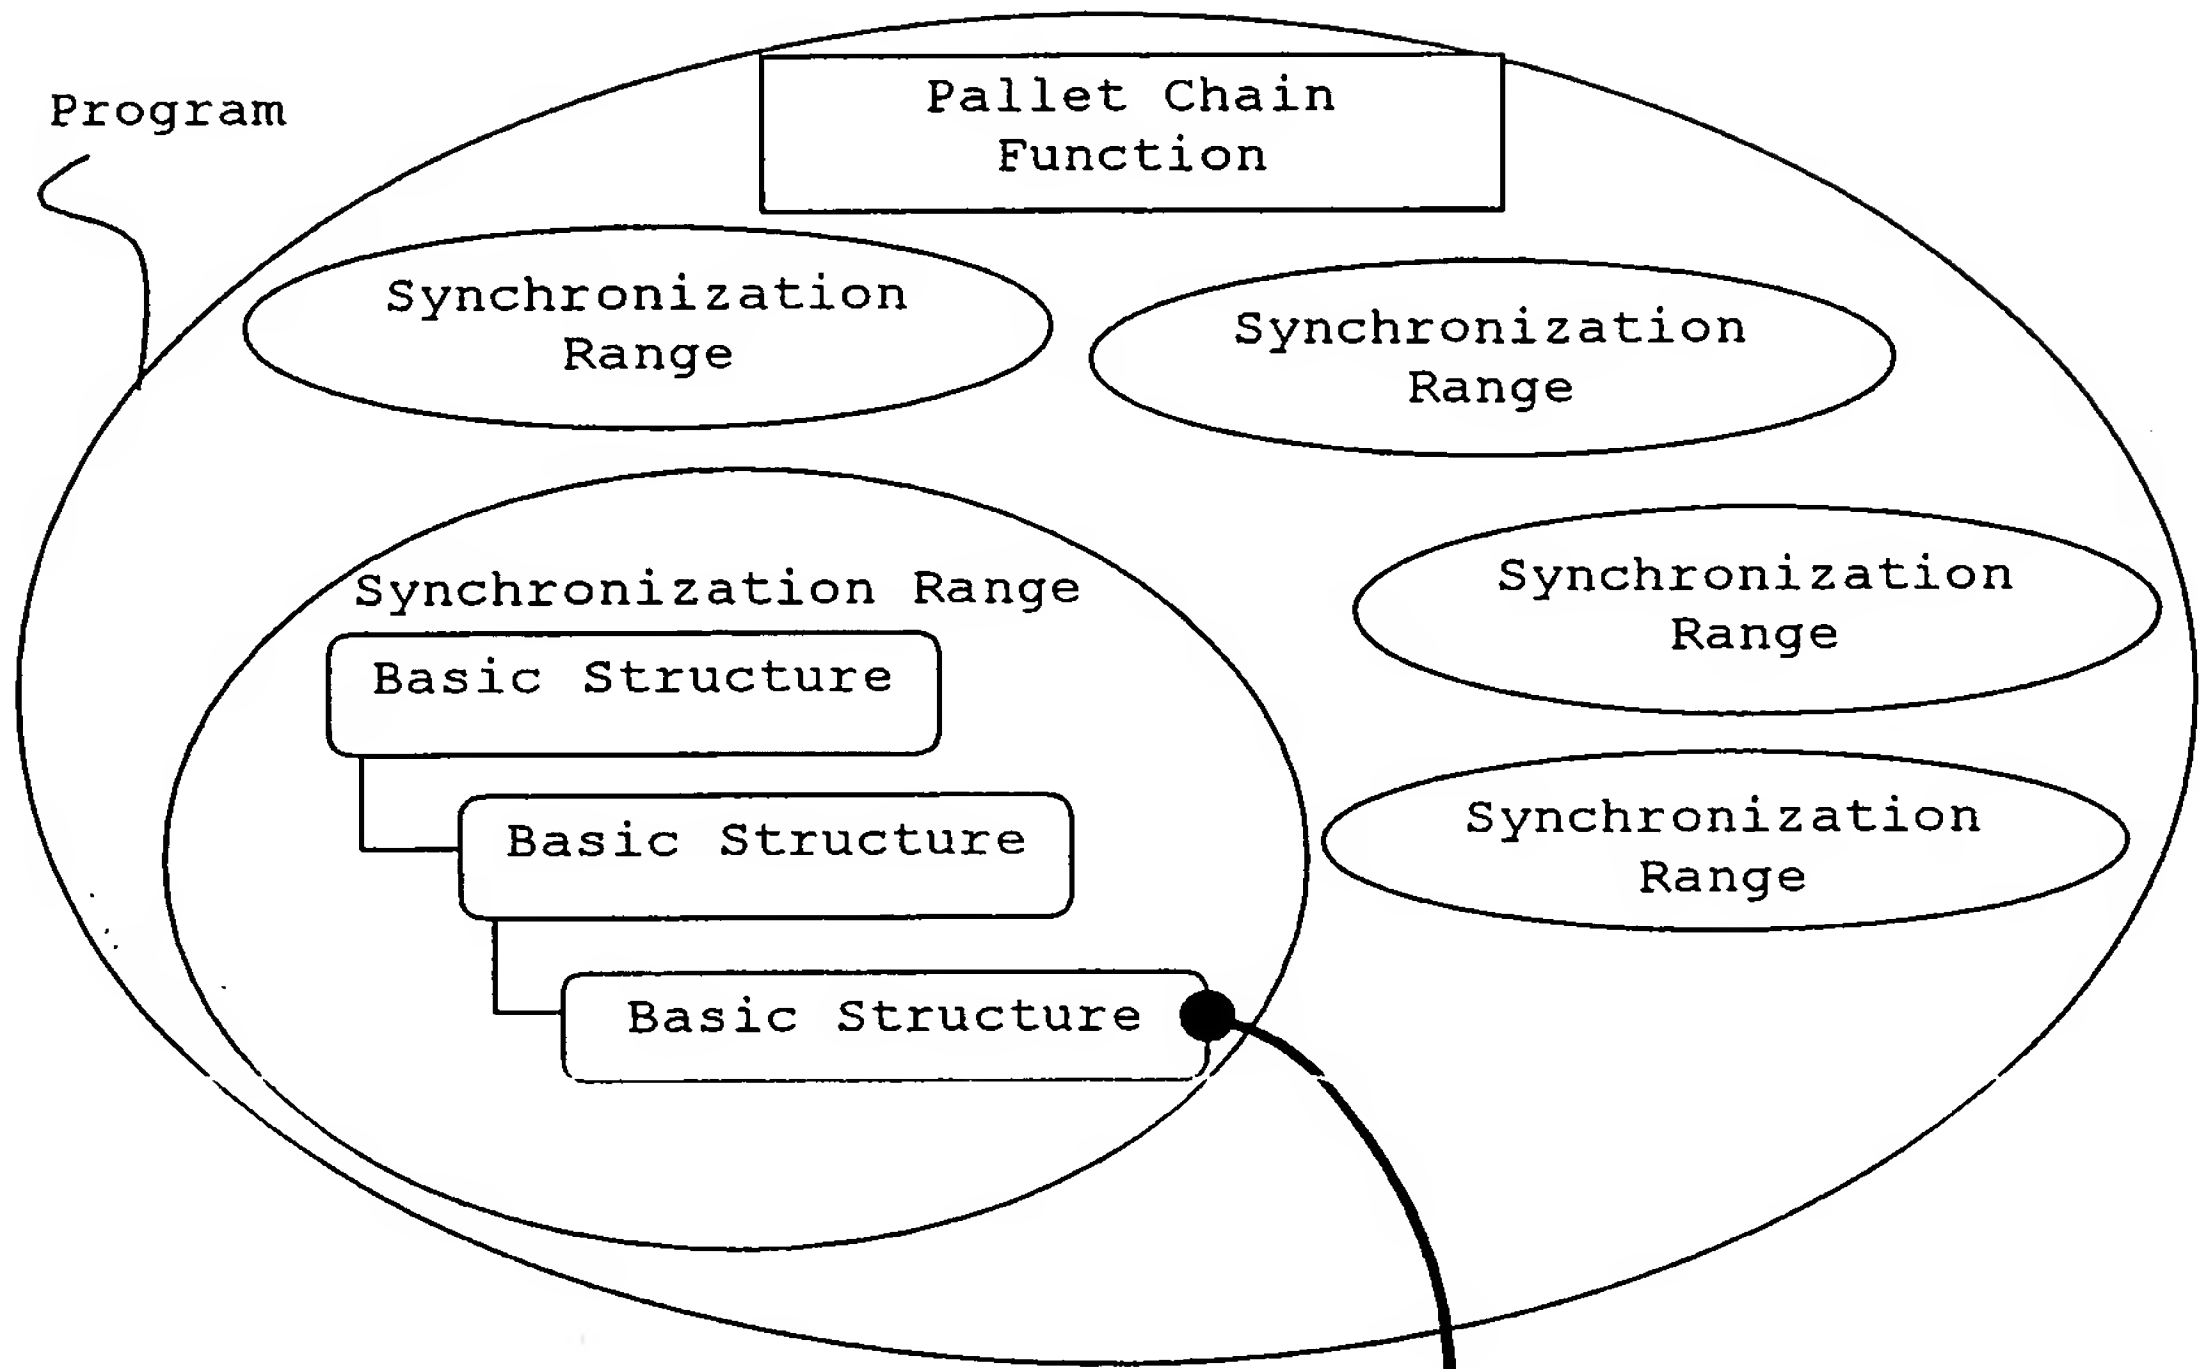 Program
Pallet Chain
Function
Synchronization
Range
Synchronization
Range
Synchronization Range
Basic Structure
Basic Structure
Basic Structure
Synchronization
Range
Synchronization
Range